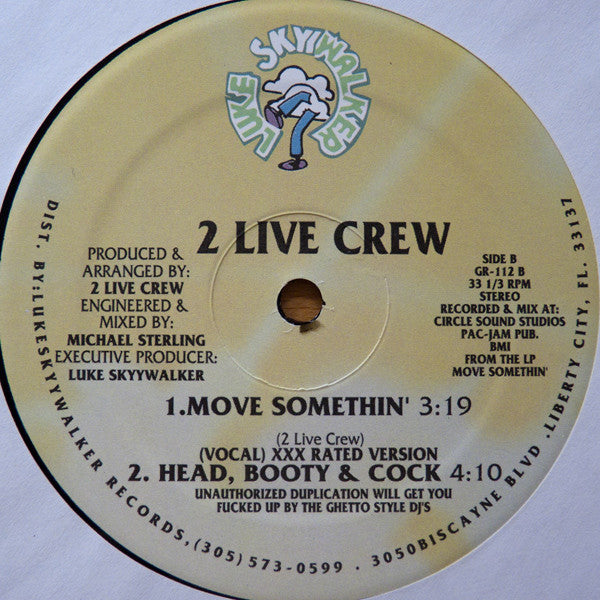 LUKE SKYYWALKER
2 LIVE CREW
PRODUCED &
ARRANGED BY:
2 LIVE CREW
ENGINEERED &
MIXED BY:
MICHAEL STERLING
EXECUTIVE PRODUCER:
LUKE SKYYWALKER
SIDE B
GR-112 B
33 1/3 RPM
STEREO
RECORDED & MIX AT:
CIRCLE SOUND STUDIOS
PAC-JAM PUB.
BMI
FROM THE LP
MOVE SOMETHIN'
1.MOVE SOMETHIN' 3:19
(2 Live Crew)
(VOCAL) XXX RATED VERSION
2. HEAD, BOOTY & COCK 4:10
UNAUTHORIZED DUPLICATION WILL GET YOU
FUCKED UP BY THE GHETTO STYLE DJ'S
DIST. BY:LUKESKYYWALKER RECORDS,(305)573-0599 . 3050BISCAYNE BLVD .LIBERTY CITY, FL. 33137